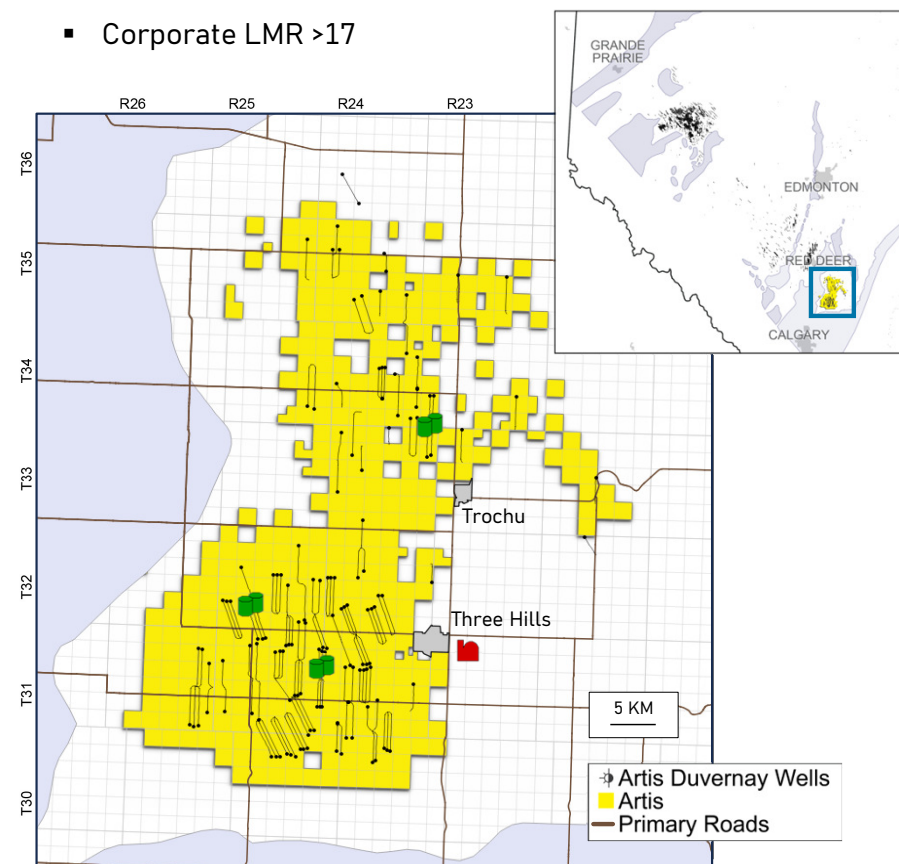 ▪ Corporate LMR >17
GRANDE
PRAIRIE
EDMONTON
RED DEER
CALGARY
R26 R25 R24 R23
T36
T35
T34
T33
T32
T31
T30
Trochu
Three Hills
5 KM
Artis Duvernay Wells
Artis
Primary Roads